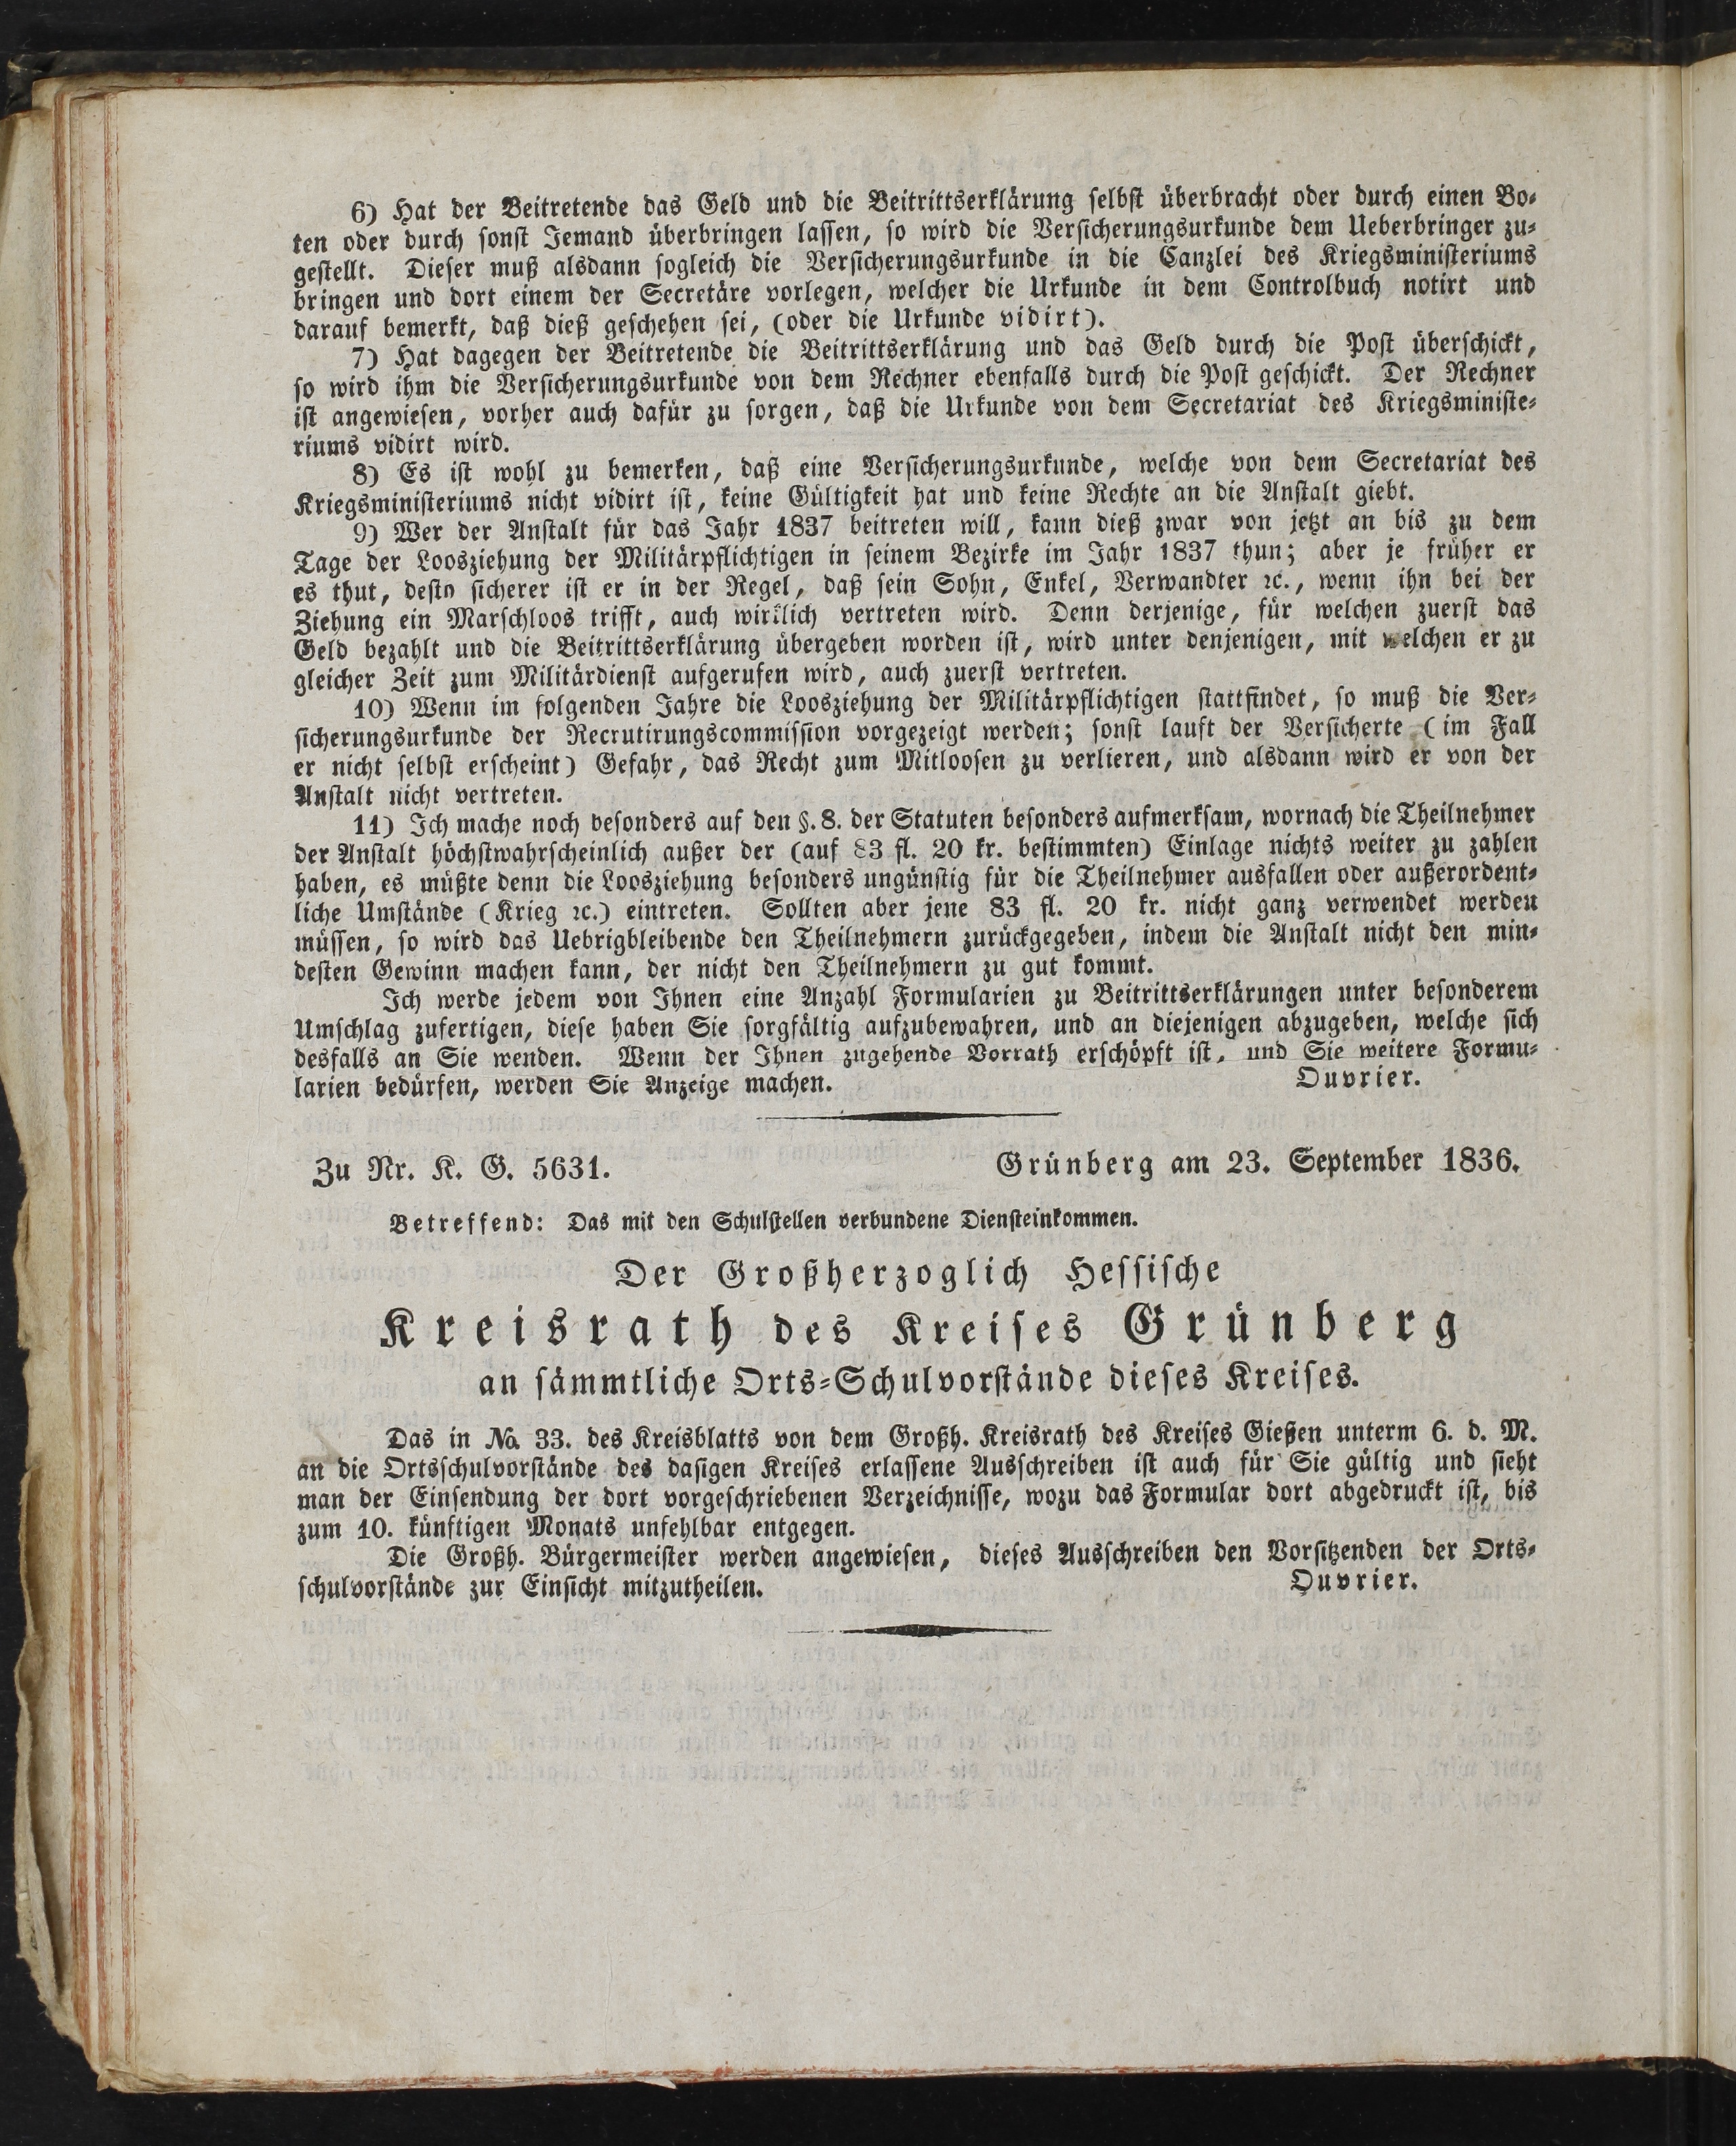 6) Hat der Beitretende das Geld und die Beitrittserklärung selbst überbracht oder durch einen Bo-
ten oder durch sonst Jemand überbringen lassen, so wird die Versicherungsurkunde dem Ueberbringer zu-
gestellt. Dieser muß alsdann sogleich die Versicherungsurkunde in die Canzlei des Kriegsministeriums
bringen und dort einem der Secretäre vorlegen, welcher die Urkunde in dem Controlbuch notirt und
darauf bemerkt, daß dieß geschehen sei, (oder die Urkunde vidirt).
7) Hat dagegen der Beitretende die Beitrittserklärung und das Geld durch die Post überschickt,
so wird ihm die Versicherungsurkunde von dem Rechner ebenfalls durch die Post geschickt. Der Rechner
ist angewiesen, vorher auch dafür zu sorgen, daß die Urkunde von dem Secretariat des Kriegsministe-
riums vidirt wird.
8) Es ist wohl zu bemerken, daß eine Versicherungsurkunde, welche von dem Secretariat des
Kriegsministeriums nicht vidirt ist, keine Gültigkeit hat und keine Rechte an die Anstalt giebt.
9) Wer der Anstalt für das Jahr 1837 beitreten will, kann dieß zwar von jetzt an bis zu dem
Tage der Loosziehung der Militärpflichtigen in seinem Bezirke im Jahr 1837 thun; aber je früher er
es thut, desto sicherer ist er in der Regel, daß sein Sohn, Enkel, Verwandter ꝛc., wenn ihn bei der
Ziehung ein Marschloos trifft, auch wirklich vertreten wird. Denn derjenige, für welchen zuerst das
Geld bezahlt und die Beitrittserklärung übergeben worden ist, wird unter denjenigen, mit welchen er zu
gleicher Zeit zum Militärdienst aufgerufen wird, auch zuerst vertreten.
10) Wenn im folgenden Jahre die Loosziehung der Militärpflichtigen stattfindet, so muß die Ver-
sicherungsurkunde der Recrutirungscommission vorgezeigt werden; sonst lauft der Versicherte (im Fall
er nicht selbst erscheint) Gefahr, das Recht zum Mitloosen zu verlieren, und alsdann wird er von der
Anstalt nicht vertreten.
11) Ich mache noch besonders auf den §. 8. der Statuten besonders aufmerksam, wornach die Theilnehmer
der Anstalt höchstwahrscheinlich außer der (auf 83 fl. 20 kr. bestimmten) Einlage nichts weiter zu zahlen
haben, es müßte denn die Loosziehung besonders ungünstig für die Theilnehmer ausfallen oder außerordent-
liche Umstände (Krieg ꝛc.) eintreten. Sollten aber jene 83 fl. 20 kr. nicht ganz verwendet werden
müssen, so wird das Uebrigbleibende den Theilnehmern zurückgegeben, indem die Anstalt nicht den min-
desten Gewinn machen kann, der nicht den Theilnehmern zu gut kommt.
Ich werde jedem von Ihnen eine Anzahl Formularien zu Beitrittserklärungen unter besonderem
Umschlag zufertigen, diese haben Sie sorgfältig aufzubewahren, und an diejenigen abzugeben, welche sich
desfalls an Sie wenden. Wenn der Ihnen zugehende Vorrath erschöpft ist, und Sie weitere Formu-
larien bedürfen, werden Sie Anzeige machen. Ouvrier.
Zu Nr. K. G. 5631. Grünberg am 23. September 1836.
Betreffend: Das mit den Schulstellen verbundene Diensteinkommen.
Der Großherzoglich Hessische
Kreisrath des Kreises Grünberg
an sämmtliche Orts-Schulvorstände dieses Kreises.
Das in No. 33. des Kreisblatts von dem Großh. Kreisrath des Kreises Gießen unterm 6. d. M.
an die Ortsschulvorstände des dasigen Kreises erlassene Ausschreiben ist auch für Sie gültig und sieht
man der Einsendung der dort vorgeschriebenen Verzeichnisse, wozu das Formular dort abgedruckt ist, bis
zum 10. künftigen Monats unfehlbar entgegen.
Die Großh. Bürgermeister werden angewiesen, dieses Ausschreiben den Vorsitzenden der Orts-
schulvorstände zur Einsicht mitzutheilen. Ouvrier.